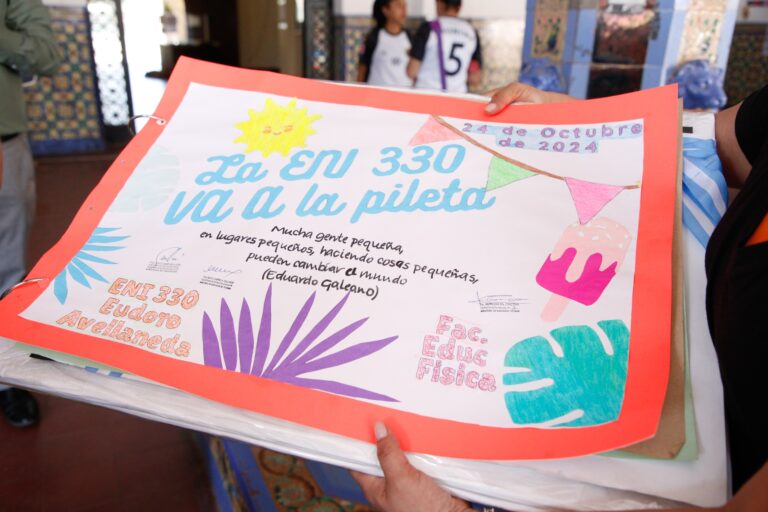 24 de Octubre de 2024
La ENI 330
VA A la pileta
Mucha gente pequeña,
en lugares pequeños, haciendo cosas pequeñas,
pueden cambiar el mundo
(Eduardo Galeano)
ENI 330
Eudoro
Avellaneda
Fac.
Educ
Física
5